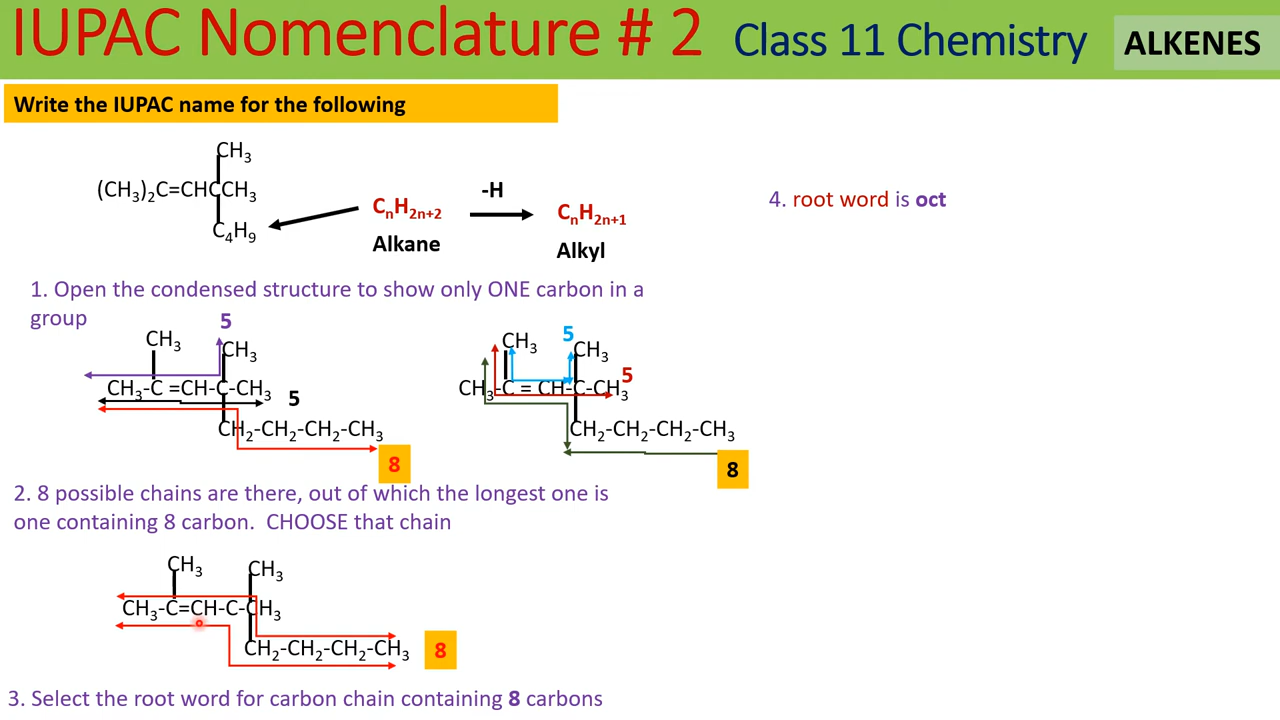 IUPAC Nomenclature # 2 Class 11 Chemistry ALKENES
Write the IUPAC name for the following
CH₃
(CH₃)₂C=CHCCH₃
C₄H₉
CₙH₂ₙ₊₂
Alkane
-H
CₙH₂ₙ₊₁
Alkyl
4. root word is oct
1. Open the condensed structure to show only ONE carbon in a
group
5
CH₃ CH₃
CH₃-C =CH-C-CH₃ 5
CH₂-CH₂-CH₂-CH₃
8
5
CH₃ CH₃
CH₃-C = CH-C-CH₃ 5
CH₂-CH₂-CH₂-CH₃
8
2. 8 possible chains are there, out of which the longest one is
one containing 8 carbon. CHOOSE that chain
CH₃ CH₃
CH₃-C=CH-C-CH₃
CH₂-CH₂-CH₂-CH₃ 8
3. Select the root word for carbon chain containing 8 carbons